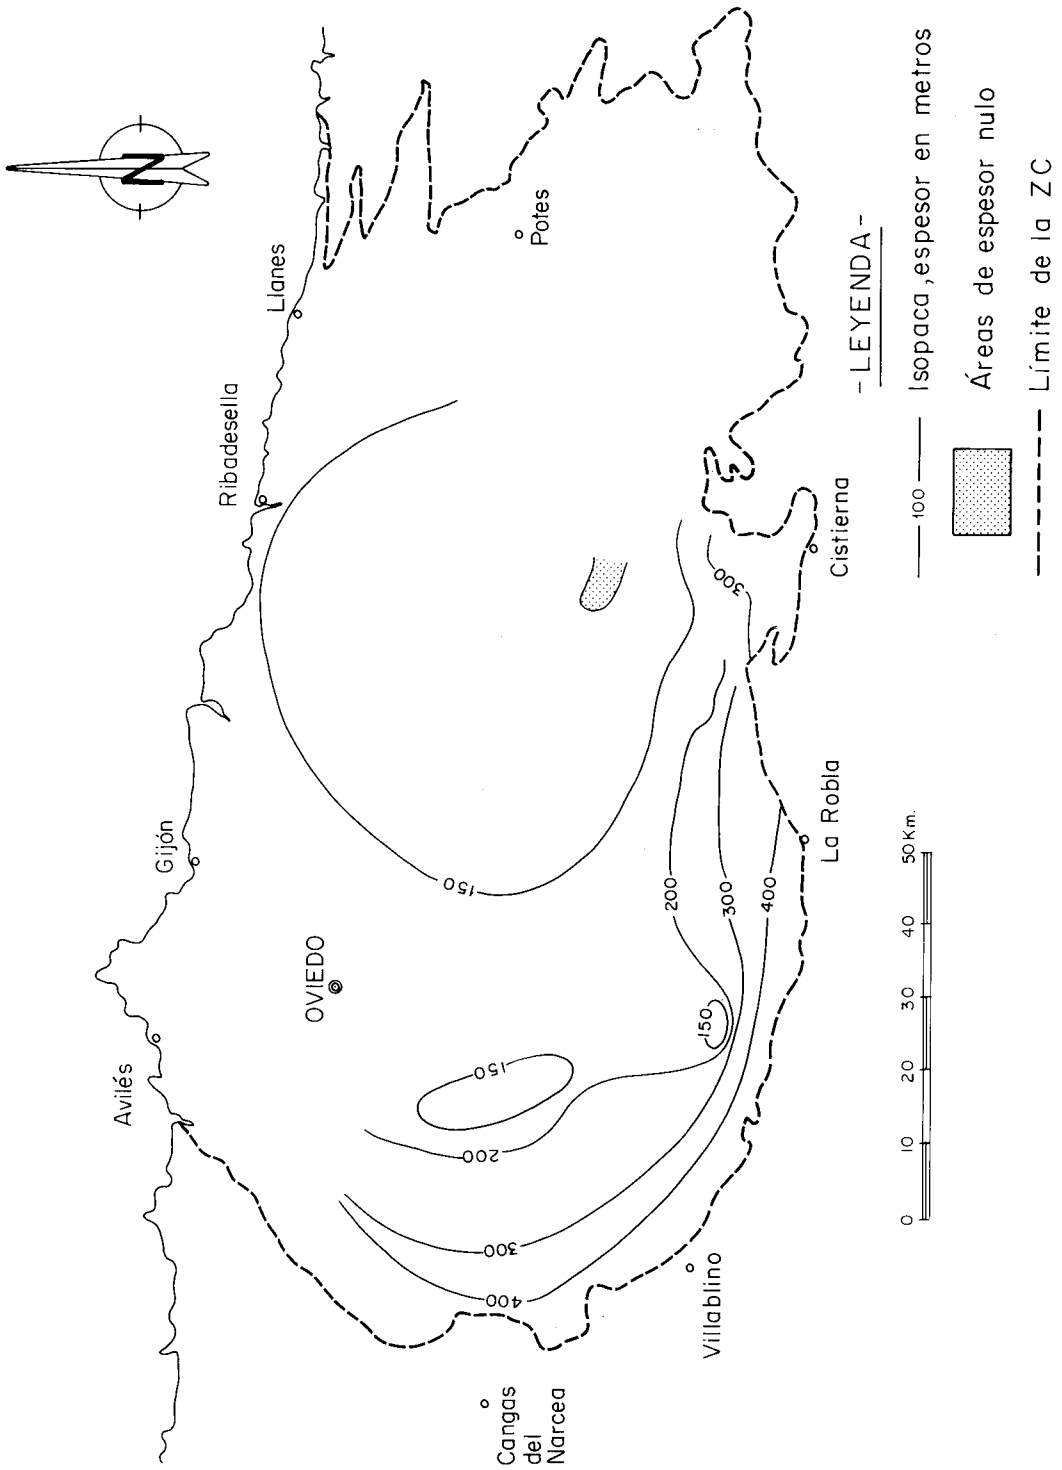 N
Llanes
Ribadesella
Gijón
Avilés
OVIEDO
Potes
Cangas
del
Narcea
Villablino
La Robla
Cistierna
150
150
150
200
200
300
300
300
400
400
0 10 20 30 40 50 Km.
-LEYENDA-
100 Isopaca, espesor en metros
Áreas de espesor nulo
Límite de la ZC